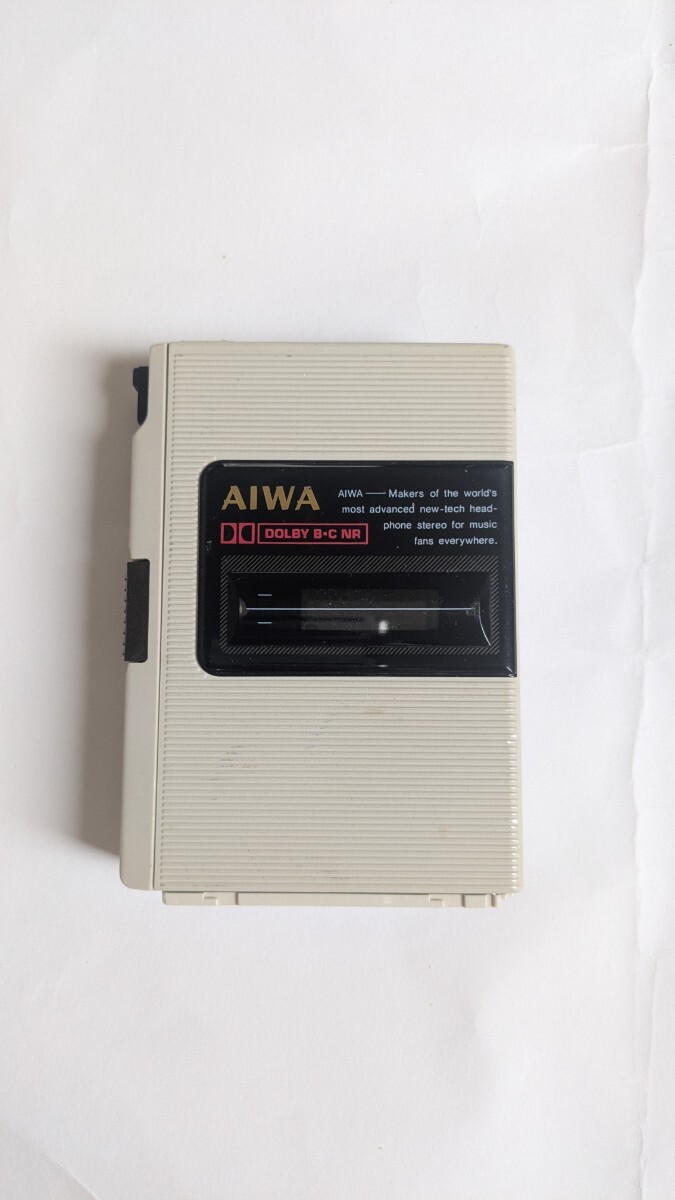 AIWA
DOLBY B·C NR
AIWA — Makers of the world's
most advanced new-tech head-
phone stereo for music
fans everywhere.